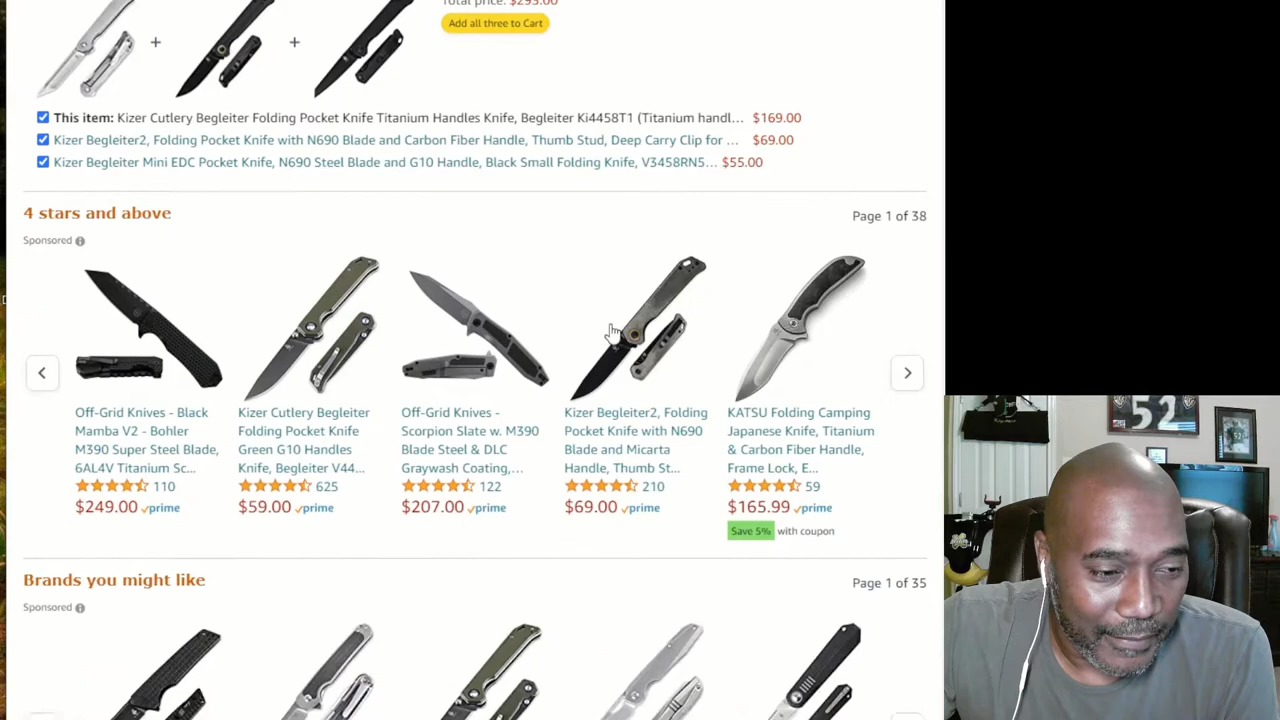 Total price: $293.00
Add all three to Cart
+
+
This item: Kizer Cutlery Begleiter Folding Pocket Knife Titanium Handles Knife, Begleiter Ki4458T1 (Titanium handl... $169.00
Kizer Begleiter2, Folding Pocket Knife with N690 Blade and Carbon Fiber Handle, Thumb Stud, Deep Carry Clip for ... $69.00
Kizer Begleiter Mini EDC Pocket Knife, N690 Steel Blade and G10 Handle, Black Small Folding Knife, V3458RN5... $55.00
4 stars and above
Page 1 of 38
Sponsored
Off-Grid Knives - Black
Mamba V2 - Bohler
M390 Super Steel Blade,
6AL4V Titanium Sc...
110
$249.00 prime
Kizer Cutlery Begleiter
Folding Pocket Knife
Green G10 Handles
Knife, Begleiter V44...
625
$59.00 prime
Off-Grid Knives -
Scorpion Slate w. M390
Blade Steel & DLC
Graywash Coating,...
122
$207.00 prime
Kizer Begleiter2, Folding
Pocket Knife with N690
Blade and Micarta
Handle, Thumb St...
210
$69.00 prime
KATSU Folding Camping
Japanese Knife, Titanium
& Carbon Fiber Handle,
Frame Lock, E...
59
$165.99 prime
Save 5% with coupon
Brands you might like
Page 1 of 35
Sponsored
52